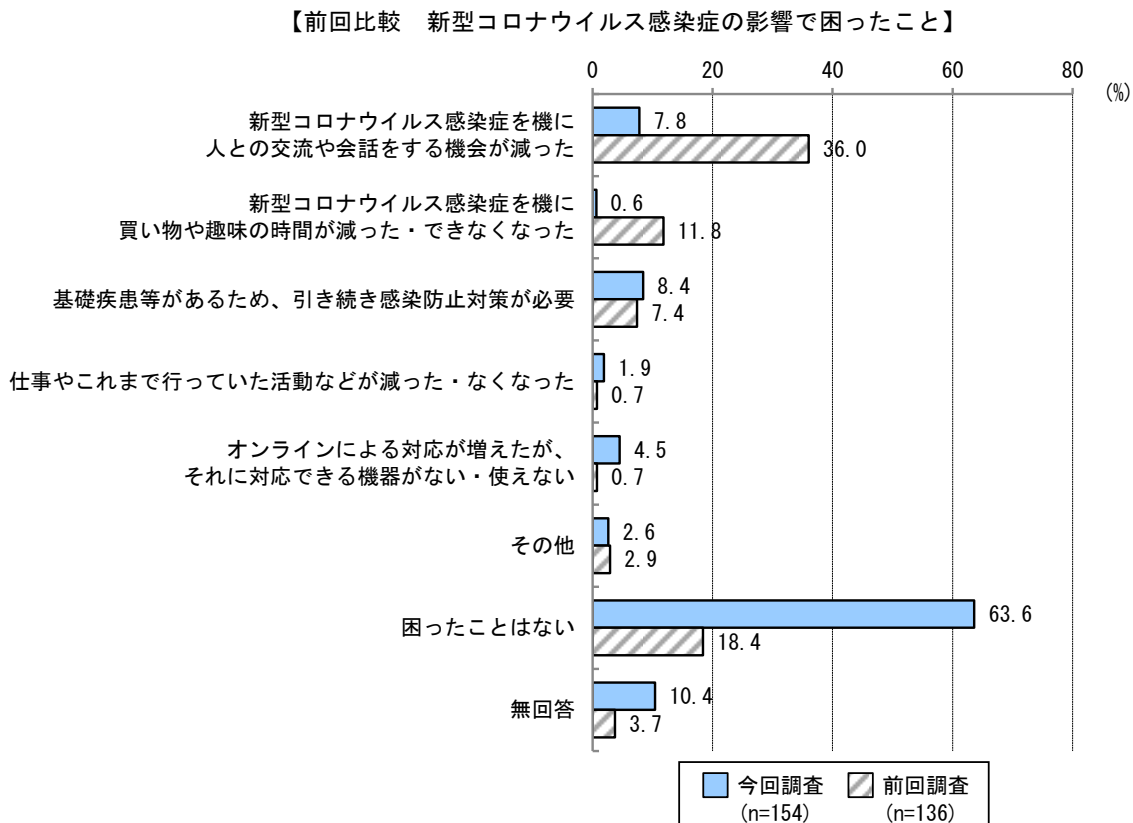 【前回比較　新型コロナウイルス感染症の影響で困ったこと】
0 20 40 60 80
(%)
新型コロナウイルス感染症を機に
人との交流や会話をする機会が減った
7.8
36.0
新型コロナウイルス感染症を機に
買い物や趣味の時間が減った・できなくなった
0.6
11.8
基礎疾患等があるため、引き続き感染防止対策が必要
8.4
7.4
仕事やこれまで行っていた活動などが減った・なくなった
1.9
0.7
オンラインによる対応が増えたが、
それに対応できる機器がない・使えない
4.5
0.7
その他
2.6
2.9
困ったことはない
63.6
18.4
無回答
10.4
3.7
今回調査 前回調査
(n=154) (n=136)